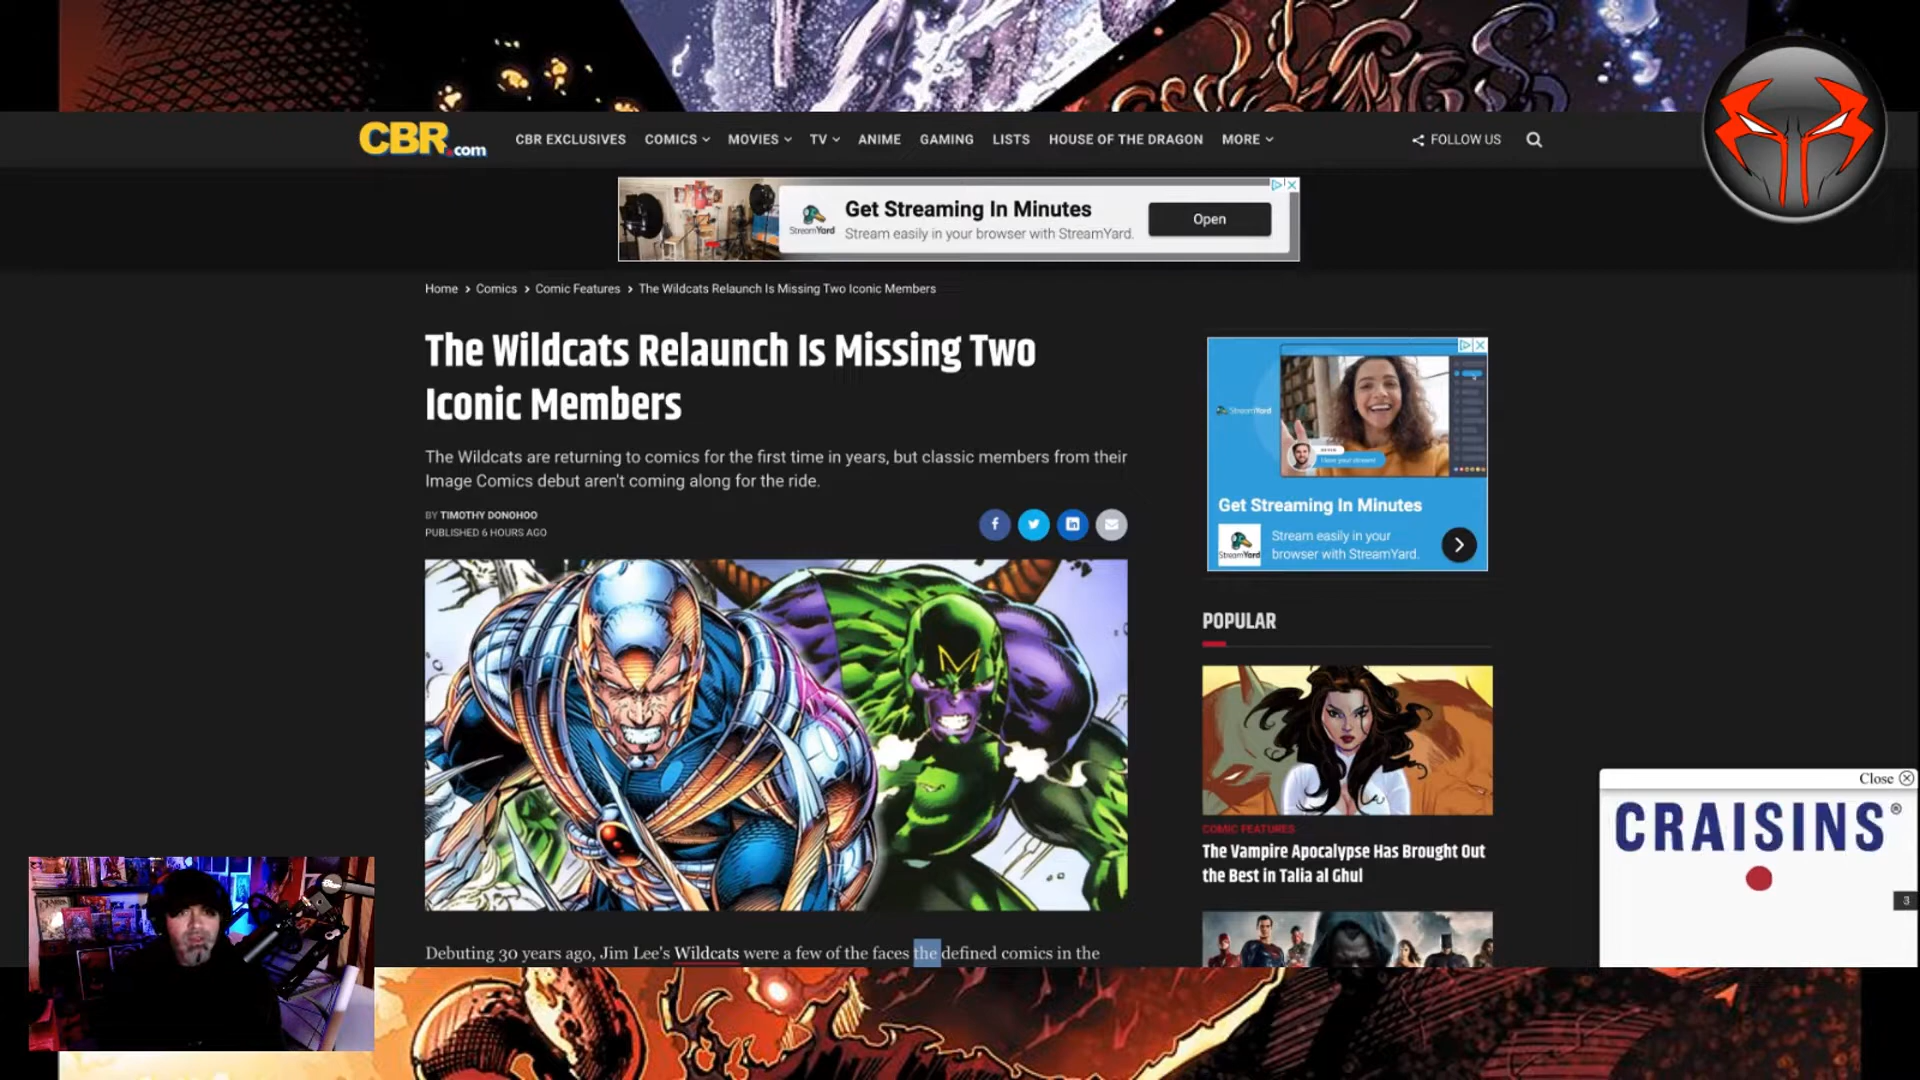 CBR.com
CBR EXCLUSIVES COMICS MOVIES TV ANIME GAMING LISTS HOUSE OF THE DRAGON MORE FOLLOW US
StreamYard
Get Streaming In Minutes
Stream easily in your browser with StreamYard.
Open
Home > Comics > Comic Features > The Wildcats Relaunch Is Missing Two Iconic Members
The Wildcats Relaunch Is Missing Two
Iconic Members
The Wildcats are returning to comics for the first time in years, but classic members from their
Image Comics debut aren't coming along for the ride.
BY TIMOTHY DONOHOO
PUBLISHED 6 HOURS AGO
M
Debuting 30 years ago, Jim Lee's Wildcats were a few of the faces the defined comics in the
StreamYard
Get Streaming In Minutes
StreamYard
Stream easily in your
browser with StreamYard.
POPULAR
COMIC FEATURES
The Vampire Apocalypse Has Brought Out
the Best in Talia al Ghul
Close
CRAISINS®
3